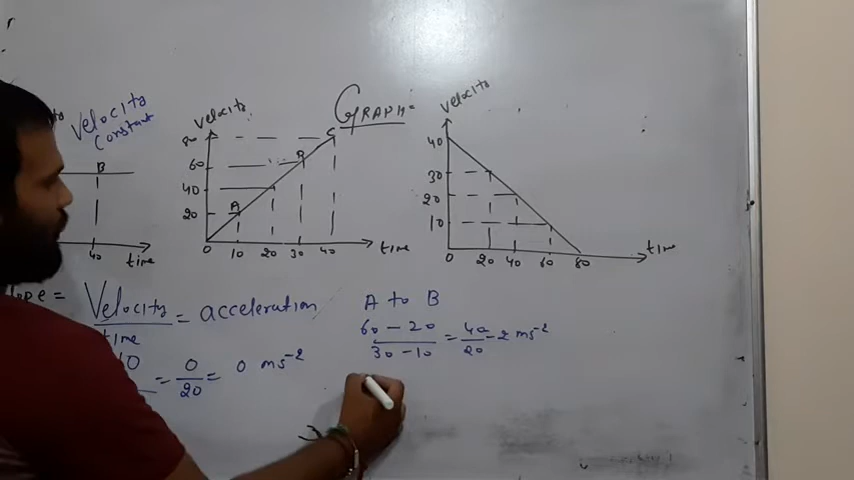 Velocity
Constant
B
40
time
Velocity
80
60
40
20
A
B
C
0 10 20 30 40
time
GRAPH:
Velocity
40
30
20
10
0 20 40 60 80
time
slope = Velocity = acceleration
time
0 = 0 ms-2
20
A to B
60 - 20 = 40 = 2 ms-2
30 - 10 20